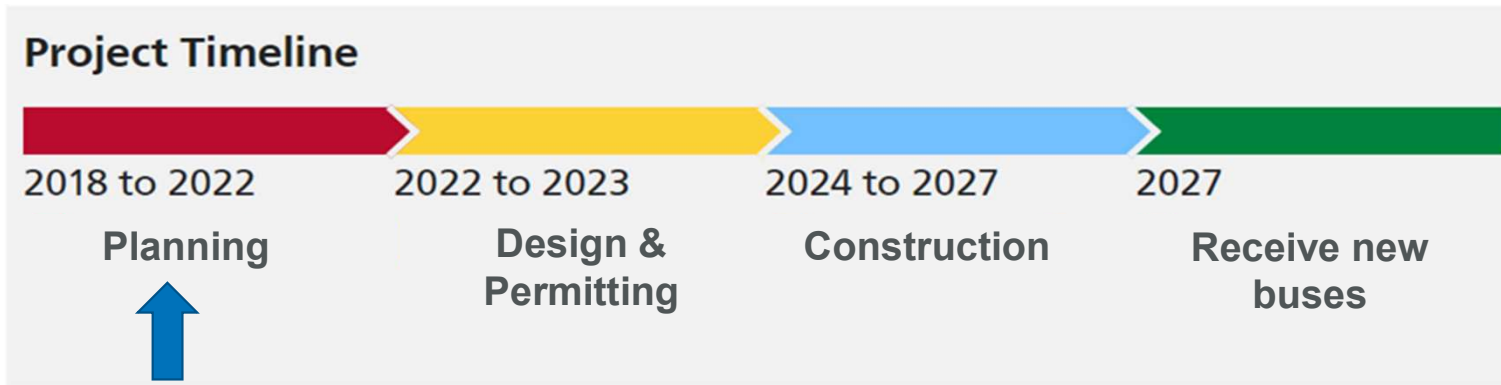 Project Timeline
2018 to 2022
2022 to 2023
2024 to 2027
2027
Planning
Design &
Permitting
Construction
Receive new
buses